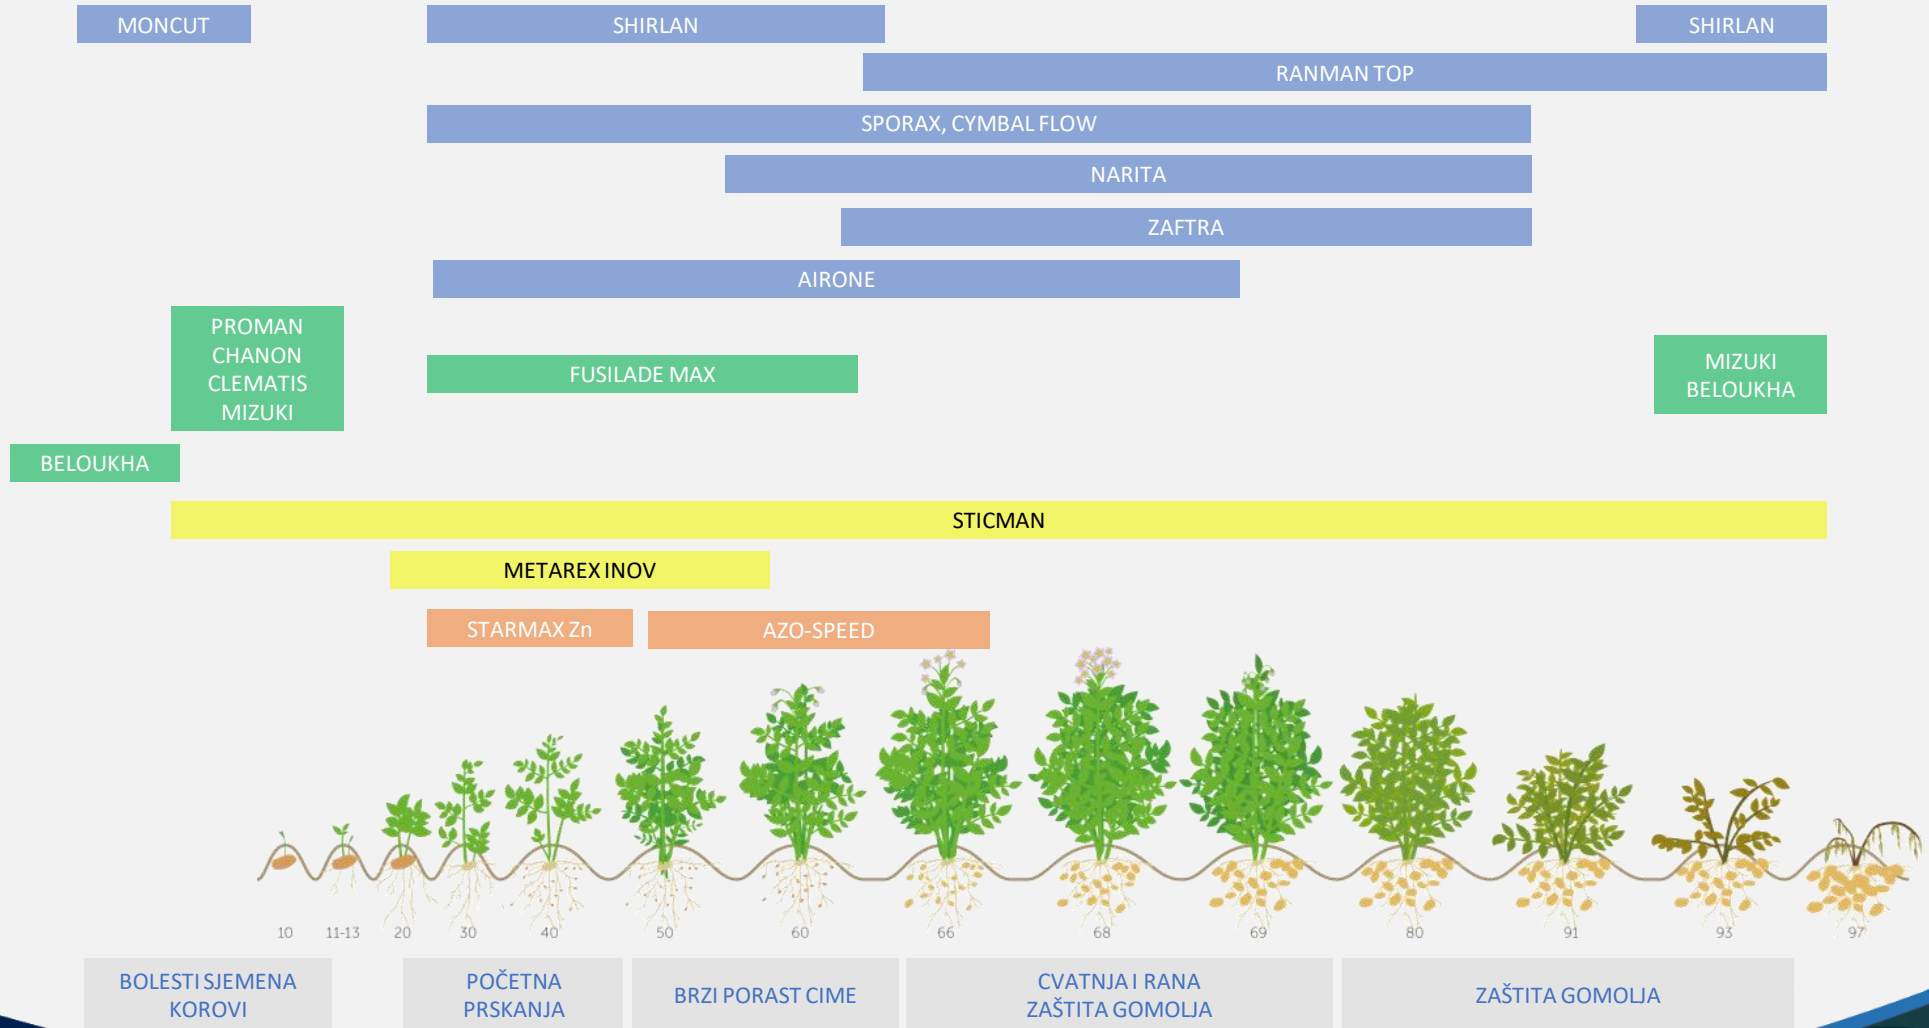 MONCUT
SHIRLAN
SHIRLAN
RANMAN TOP
SPORAX, CYMBAL FLOW
NARITA
ZAFTRA
AIRONE
PROMAN
CHANON
CLEMATIS
MIZUKI
FUSILADE MAX
MIZUKI
BELOUKHA
BELOUKHA
STICMAN
METAREX INOV
STARMAX Zn
AZO-SPEED
10 11-13 20 30 40 50 60 66 68 69 80 91 93 97
BOLESTI SJEMENA
KOROVI
POČETNA
PRSKANJA
BRZI PORAST CIME
CVATNJA I RANA
ZAŠTITA GOMOLJA
ZAŠTITA GOMOLJA